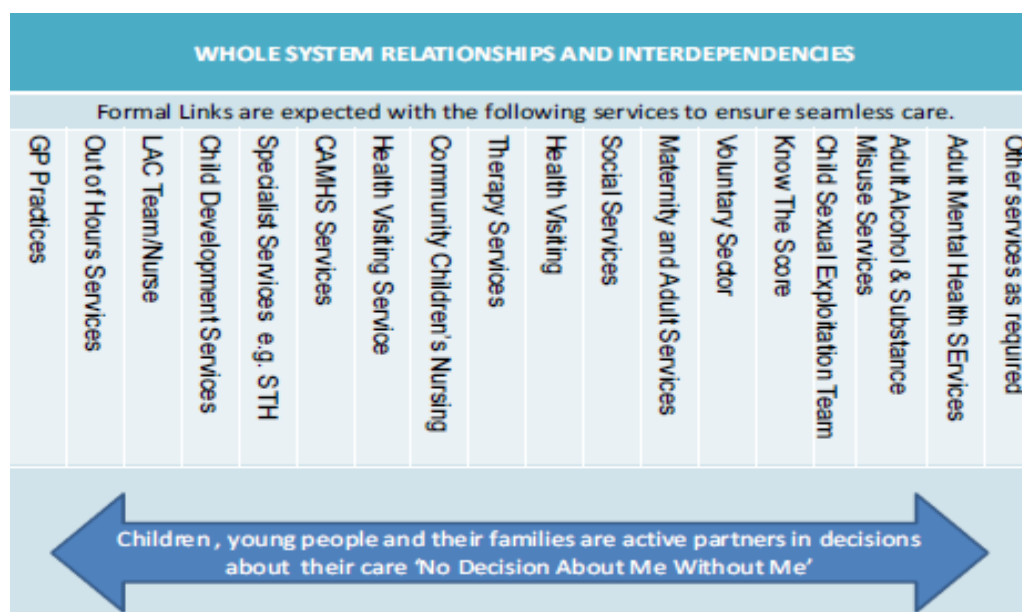 WHOLE SYSTEM RELATIONSHIPS AND INTERDEPENDENCIES
Formal Links are expected with the following services to ensure seamless care.
GP Practices
Out of Hours Services
LAC Team/Nurse
Child Development Services
Specialist Services e.g. STH
CAMHS Services
Health Visiting Service
Community Children's Nursing
Therapy Services
Health Visiting
Social Services
Maternity and Adult Services
Voluntary Sector
Know The Score
Child Sexual Exploitation Team
Adult Alcohol & Substance
Misuse Services
Adult Mental Health SErvices
Other services as required
Children , young people and their families are active partners in decisions
about their care ‘No Decision About Me Without Me’